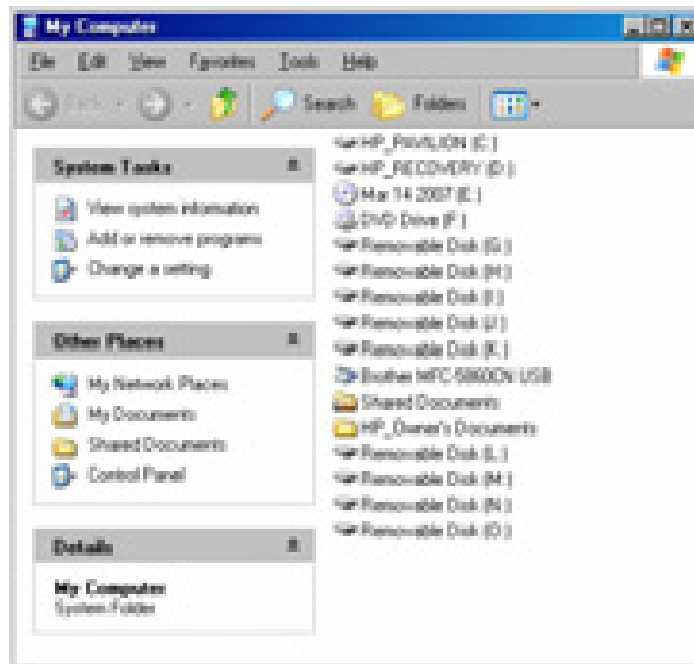 My Computer
File Edit View Favorites Tools Help
Back Search Folders
System Tasks
View system information
Add or remove programs
Change a setting
Other Places
My Network Places
My Documents
Shared Documents
Control Panel
Details
My Computer
System Folder
HP_PAVILION (C:)
HP_RECOVERY (D:)
Mar 14 2007 (E:)
DVD Drive (F:)
Removable Disk (G:)
Removable Disk (H:)
Removable Disk (I:)
Removable Disk (J:)
Removable Disk (K:)
Brother MFC-5860CN USB
Shared Documents
HP_Owner's Documents
Removable Disk (L:)
Removable Disk (M:)
Removable Disk (N:)
Removable Disk (O:)